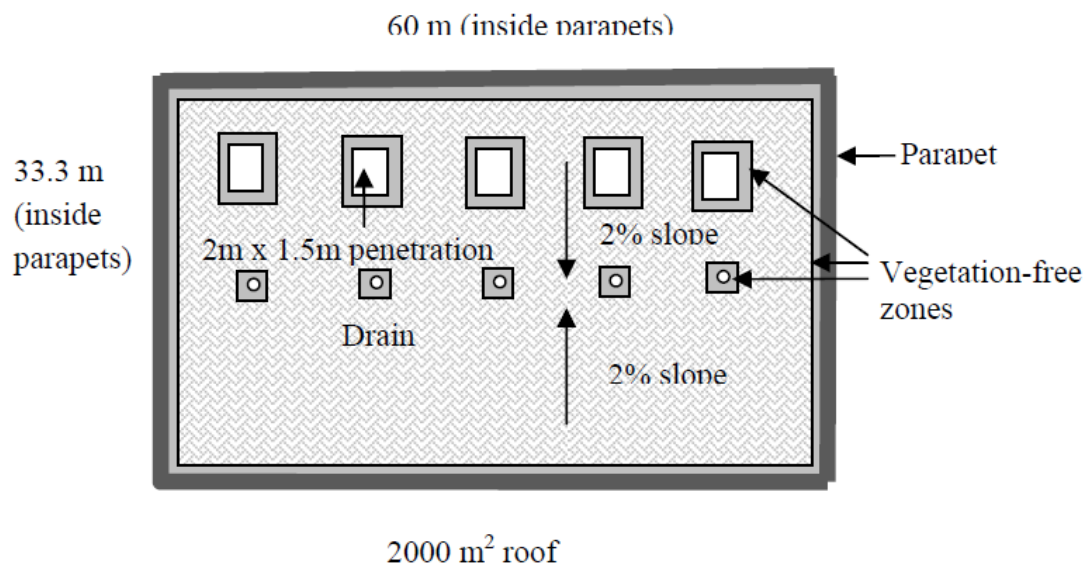 60 m (inside parapets)
33.3 m
(inside
parapets)
Parapet
2m x 1.5m penetration
2% slope
Vegetation-free
zones
Drain
2% slope
2000 m² roof